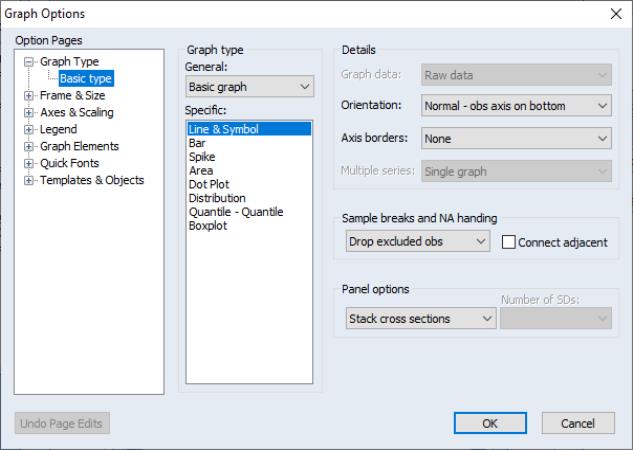 Graph Options
Option Pages
Graph Type
Basic type
Frame & Size
Axes & Scaling
Legend
Graph Elements
Quick Fonts
Templates & Objects
Graph type
General:
Basic graph
Specific:
Line & Symbol
Bar
Spike
Area
Dot Plot
Distribution
Quantile - Quantile
Boxplot
Details
Graph data: Raw data
Orientation: Normal - obs axis on bottom
Axis borders: None
Multiple series: Single graph
Sample breaks and NA handing
Drop excluded obs Connect adjacent
Panel options
Number of SDs:
Stack cross sections
Undo Page Edits OK Cancel